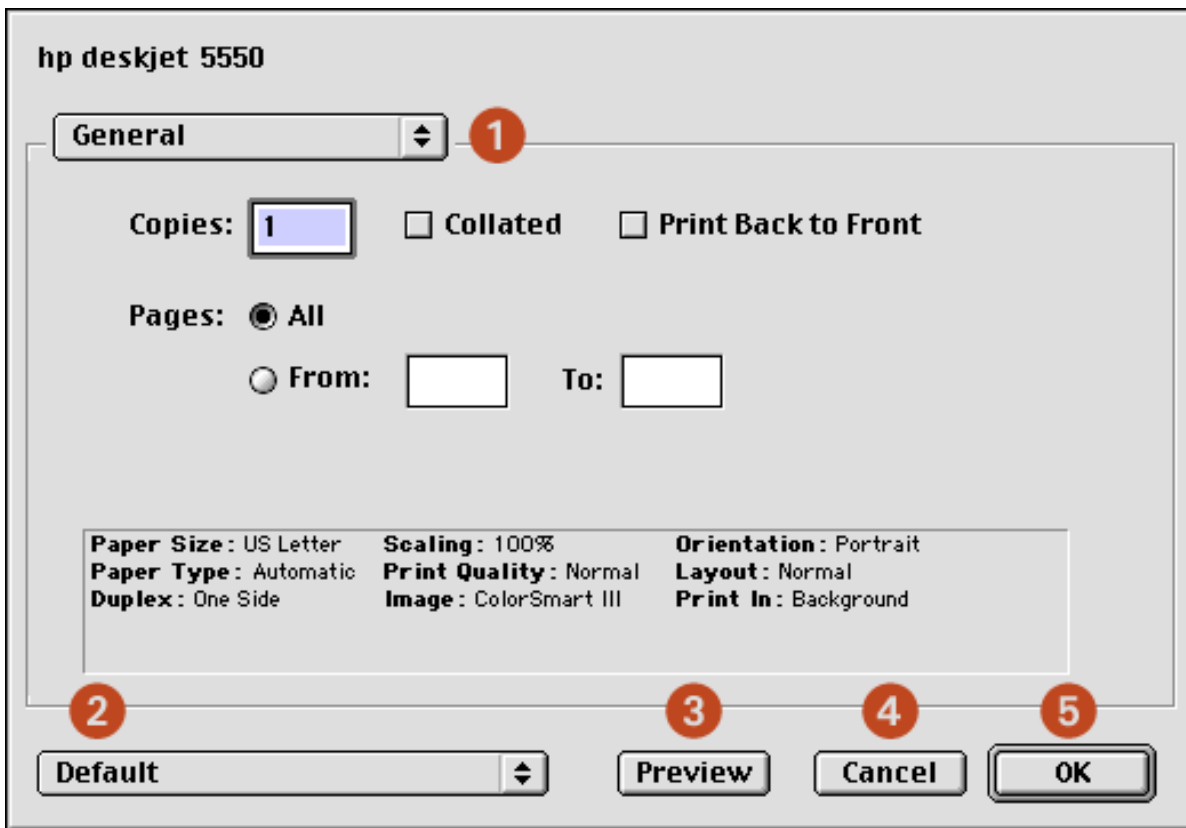 hp deskjet 5550
General 1
Copies: 1 Collated Print Back to Front
Pages: All
From: To:
Paper Size: US Letter Scaling: 100% Orientation: Portrait
Paper Type: Automatic Print Quality: Normal Layout: Normal
Duplex: One Side Image: ColorSmart III Print In: Background
2 3 4 5
Default Preview Cancel OK